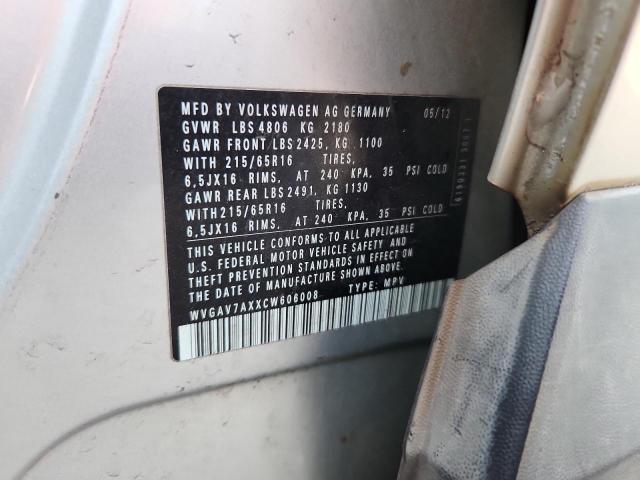 MFD BY VOLKSWAGEN AG GERMANY 05/12
GVWR LBS 4806 KG 2180
GAWR FRONT/LBS 2425, KG 1100
WITH 215/65R16 TIRES,
6,5JX16 RIMS, AT 240 KPA, 35 PSI COLD
GAWR REAR LBS 2491, KG 1130
WITH 215/65R16 TIRES,
6,5JX16 RIMS, AT 240 KPA, 35 PSI COLD
THIS VEHICLE CONFORMS TO ALL APPLICABLE
U.S. FEDERAL MOTOR VEHICLE SAFETY AND
THEFT PREVENTION STANDARDS IN EFFECT ON
THE DATE OF MANUFACTURE SHOWN ABOVE.
WVGAV7AXXCW606008 TYPE: MPV